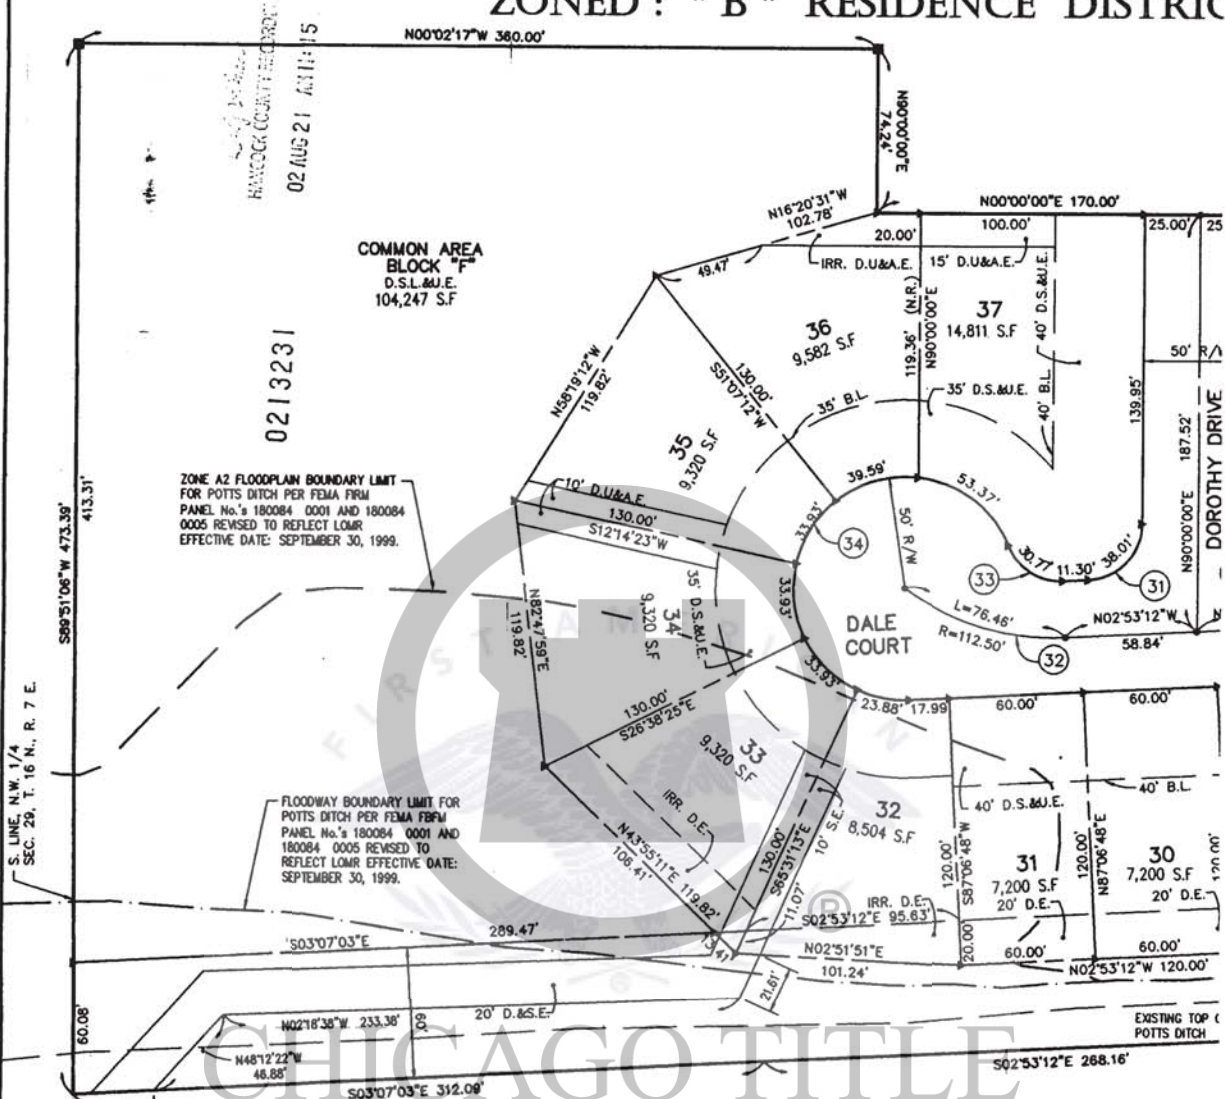 ZONED : " B " RESIDENCE DISTRIC
N00°02'17"W 360.00'
HANCOCK COUNTY RECORDE
02 AUG 21 AM 11:15
0213231
N90°00'00"E
74.24'
N16°20'31"W
102.78'
N00°00'00"E 170.00'
20.00'
100.00'
25.00'
25
49.47'
IRR. D.U&A.E.
15' D.U&A.E.
COMMON AREA
BLOCK "F"
D.S.L.&U.E.
104,247 S.F
36
9,582 S.F
119.36' (N.R.)
N90°00'00"E
37
14,811 S.F
40' D.S.&U.E.
40' B.L.
50' R/
N58°19'12"W
119.82'
130.00'
S51°07'12"W
35' B.L.
35' D.S.&U.E.
139.95'
187.52'
N90°00'00"E
DOROTHY DRIVE
35
9,320 S.F
ZONE A2 FLOODPLAIN BOUNDARY LIMIT
FOR POTTS DITCH PER FEMA FIRM
PANEL No.'s 180084 0001 AND 180084
0005 REVISED TO REFLECT LOMR
EFFECTIVE DATE: SEPTEMBER 30, 1999.
S89°51'06"W 473.39'
413.31'
10' D.U&A.E.
130.00'
S12°14'23"W
39.59'
53.37'
33.93'
34
50' R/W
30.77'
11.30'
38.01'
33
31
N82°47'59"E
119.82'
35' D.S.&U.E.
34
9,320 S.F
33.93'
DALE
COURT
L=76.46'
R=112.50'
32
N02°53'12"W
58.84'
FIRST AMERICAN
33.93'
23.88'
17.99
60.00'
60.00'
130.00'
S26°38'25"E
33
9,320 S.F
S. LINE, N.W. 1/4
SEC. 29, T. 16 N., R. 7 E.
FLOODWAY BOUNDARY LIMIT FOR
POTTS DITCH PER FEMA FBFM
PANEL No.'s 180084 0001 AND
180084 0005 REVISED TO
REFLECT LOMR EFFECTIVE DATE:
SEPTEMBER 30, 1999.
IRR. D.E.
N43°55'11"E 119.82'
106.41'
130.00'
S65°31'13"E
10' S.E.
11.07'
32
8,504 S.F
40' D.S.&U.E.
40' B.L.
120.00'
S87°06'48"W
31
7,200 S.F
20' D.E.
120.00'
N87°06'48"E
30
7,200 S.F
20' D.E.
120.00'
®
IRR. D.E.
S02°53'12"E 95.63'
20.00'
60.00'
60.00'
S03°07'03"E
289.47'
13.41'
N02°51'51"E
101.24'
N02°53'12"W 120.00'
21.61'
®
60.08'
60'
20' D.&S.E.
N02°18'38"W 233.38'
N48°12'22"W
46.88'
EXISTING TOP
POTTS DITCH
S03°07'03"E 312.09'
S02°53'12"E 268.16'
CHICAGO TITLE